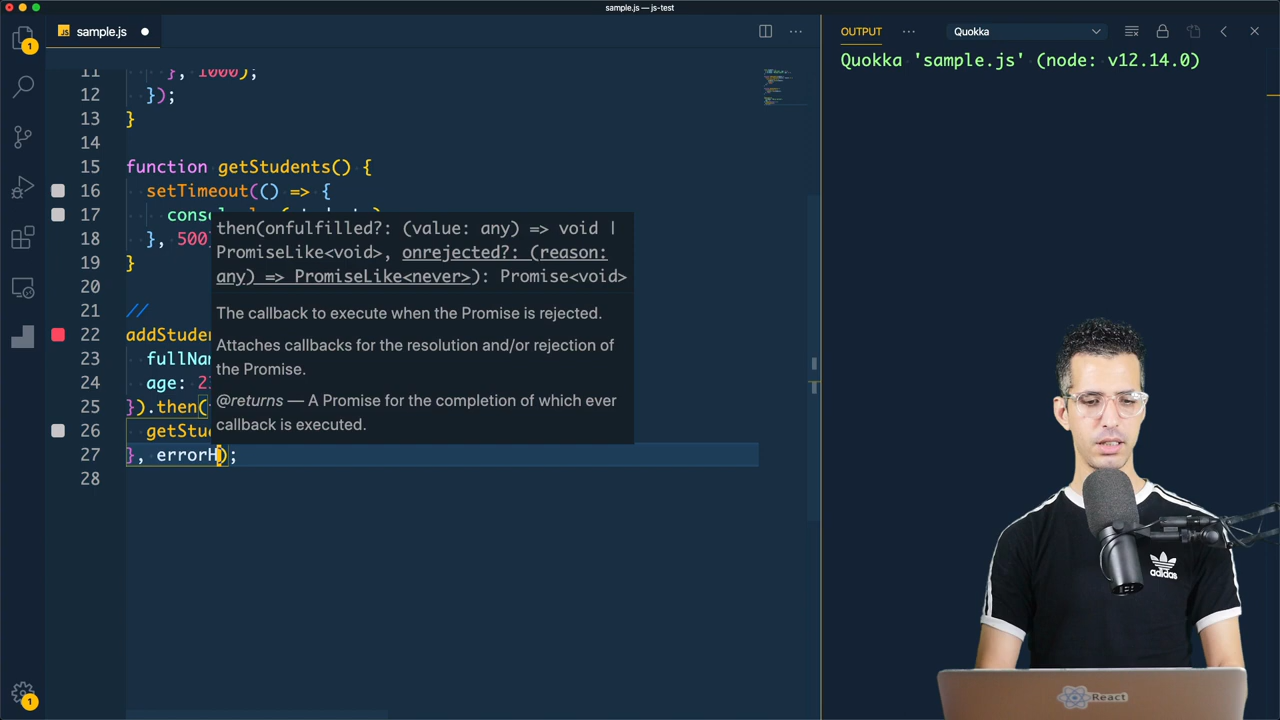 sample.js — js-test
JS sample.js
OUTPUT
Quokka
Quokka 'sample.js' (node: v12.14.0)
11 }, 1000);
12 });
13 }
14
15 function getStudents() {
16 setTimeout(() => {
17
18 }, 500
19 }
20
21 //
22
23
24 age:
25 }).then(
26
27 }, errorH);
28
then(onfulfilled?: (value: any) => void |
PromiseLike<void>, onrejected?: (reason:
any) => PromiseLike<never>): Promise<void>
The callback to execute when the Promise is rejected.
Attaches callbacks for the resolution and/or rejection of
the Promise.
@returns — A Promise for the completion of which ever
callback is executed.
1
1
adidas
React